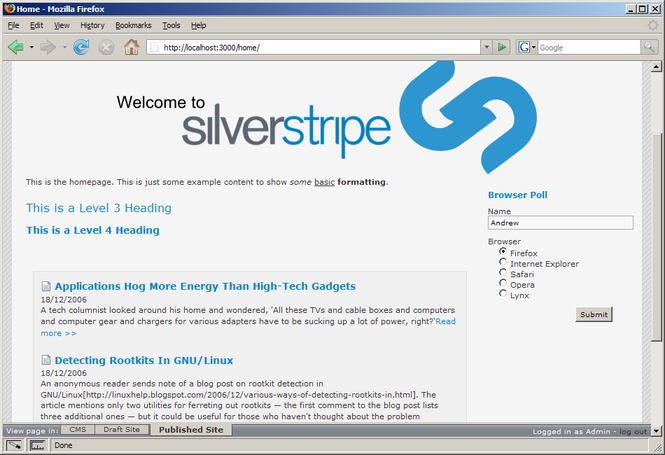 Home - Mozilla Firefox
File Edit View History Bookmarks Tools Help
http://localhost:3000/home/
G Google
Welcome to
silverstripe
This is the homepage. This is just some example content to show some basic formatting.
This is a Level 3 Heading
This is a Level 4 Heading
Applications Hog More Energy Than High-Tech Gadgets
18/12/2006
A tech columnist looked around his home and wondered, 'All these TVs and cable boxes and computers
and computer gear and chargers for various adapters have to be sucking up a lot of power, right?'Read
more >>
Detecting Rootkits In GNU/Linux
18/12/2006
An anonymous reader sends note of a blog post on rootkit detection in
GNU/Linux[http://linuxhelp.blogspot.com/2006/12/various-ways-of-detecting-rootkits-in.html]. The
article mentions only two utilities for ferreting out rootkits — the first comment to the blog post lists
three additional ones — but it could be useful for those who haven't thought about the problem
Browser Poll
Name
Andrew
Browser
Firefox
Internet Explorer
Safari
Opera
Lynx
Submit
View page in: CMS Draft Site Published Site
Logged in as Admin - log out
Done